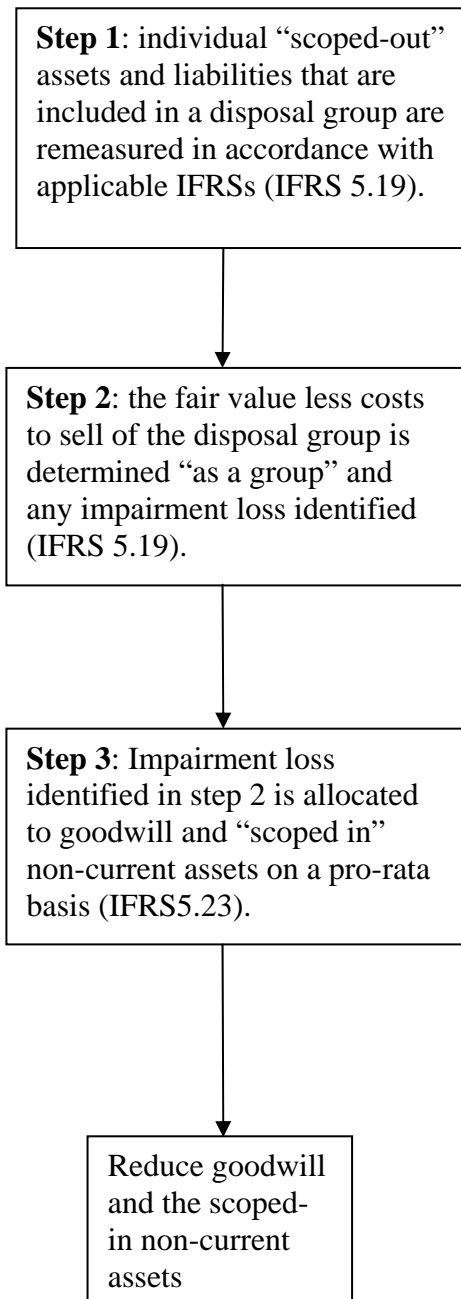 Step 1: individual “scoped-out”
assets and liabilities that are
included in a disposal group are
remeasured in accordance with
applicable IFRSs (IFRS 5.19).
Step 2: the fair value less costs
to sell of the disposal group is
determined “as a group” and
any impairment loss identified
(IFRS 5.19).
Step 3: Impairment loss
identified in step 2 is allocated
to goodwill and “scoped in”
non-current assets on a pro-rata
basis (IFRS5.23).
Reduce goodwill
and the scoped-
in non-current
assets